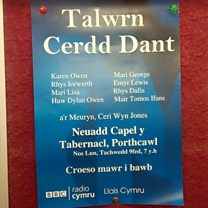 Talwrn
Cerdd Dant
Karen Owen
Rhys Iorwerth
Mari Lisa
Huw Dylan Owen
Mari George
Emyr Lewis
Rhys Dafis
Mair Tomos Ifans
a'r Meuryn, Ceri Wyn Jones
Neuadd Capel y
Tabernacl, Porthcawl
Nos Lun, Tachwedd 9fed, 7 y.h
Croeso mawr i bawb
BBC radio cymru
Llais Cymru